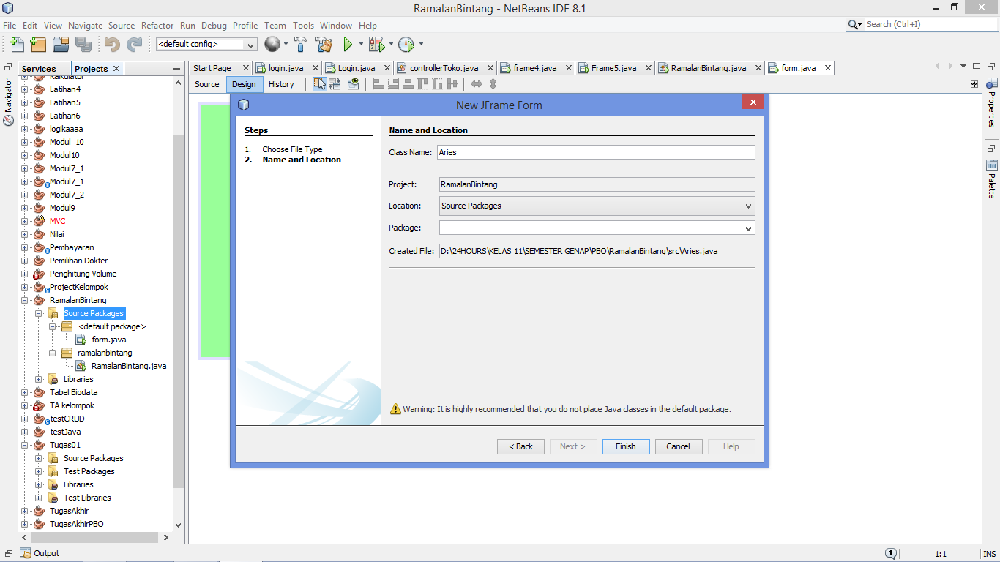 RamalanBintang - NetBeans IDE 8.1
File Edit View Navigate Source Refactor Run Debug Profile Team Tools Window Help
Search (Ctrl+I)
<default config>
Services Projects
Start Page login.java Login.java controllerToko.java frame4.java Frame5.java RamalanBintang.java form.java
Source Design History
Navigator
Properties
Palette
Kalkulator
Latihan4
Latihan5
Latihan6
logikaaaa
Modul_10
Modul10
Modul7_1
Modul7_1
Modul7_2
Modul9
MVC
Nilai
Pembayaran
Pemilihan Dokter
Penghitung Volume
ProjectKelompok
RamalanBintang
Source Packages
<default package>
form.java
ramalanbintang
RamalanBintang.java
Libraries
Tabel Biodata
TA kelompok
testCRUD
testJava
Tugas01
Source Packages
Test Packages
Libraries
Test Libraries
TugasAkhir
TugasAkhirPBO
New JFrame Form
Steps
1. Choose File Type
2. Name and Location
Name and Location
Class Name: Aries
Project: RamalanBintang
Location: Source Packages
Package:
Created File: D:\24HOURS\KELAS 11\SEMESTER GENAP\PBO\RamalanBintang\src\Aries.java
Warning: It is highly recommended that you do not place Java classes in the default package.
< Back Next > Finish Cancel Help
Output
1
1:1
INS